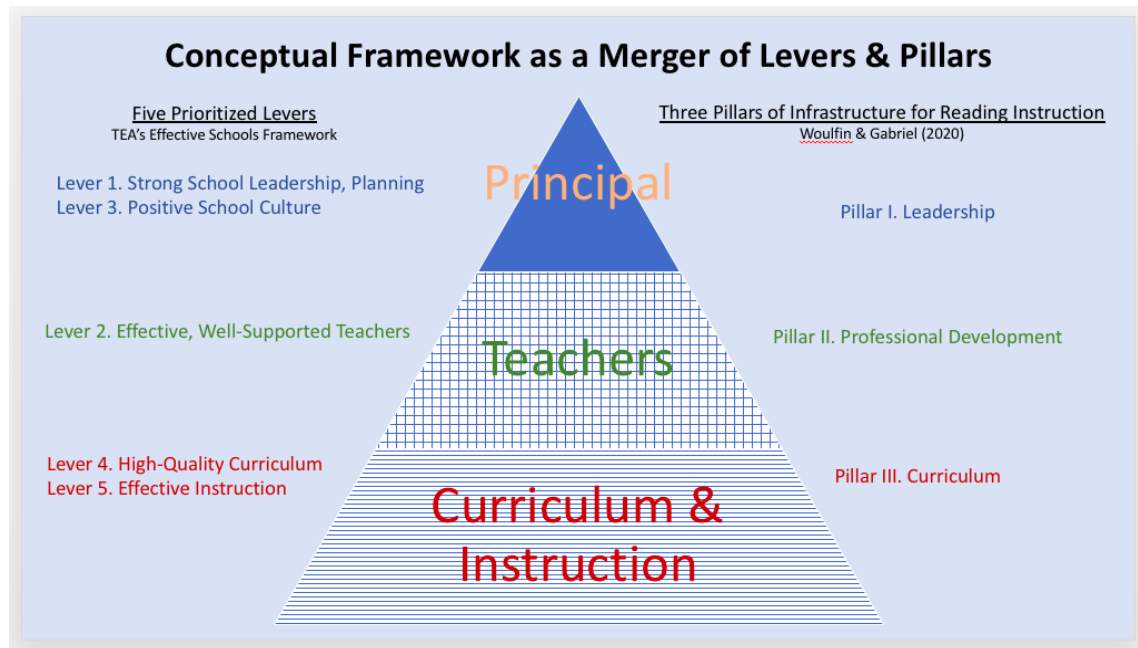 Conceptual Framework as a Merger of Levers & Pillars
Five Prioritized Levers
TEA's Effective Schools Framework
Lever 1. Strong School Leadership, Planning
Lever 3. Positive School Culture
Lever 2. Effective, Well-Supported Teachers
Lever 4. High-Quality Curriculum
Lever 5. Effective Instruction
Principal
Teachers
Curriculum &
Instruction
Three Pillars of Infrastructure for Reading Instruction
Woulfin & Gabriel (2020)
Pillar I. Leadership
Pillar II. Professional Development
Pillar III. Curriculum